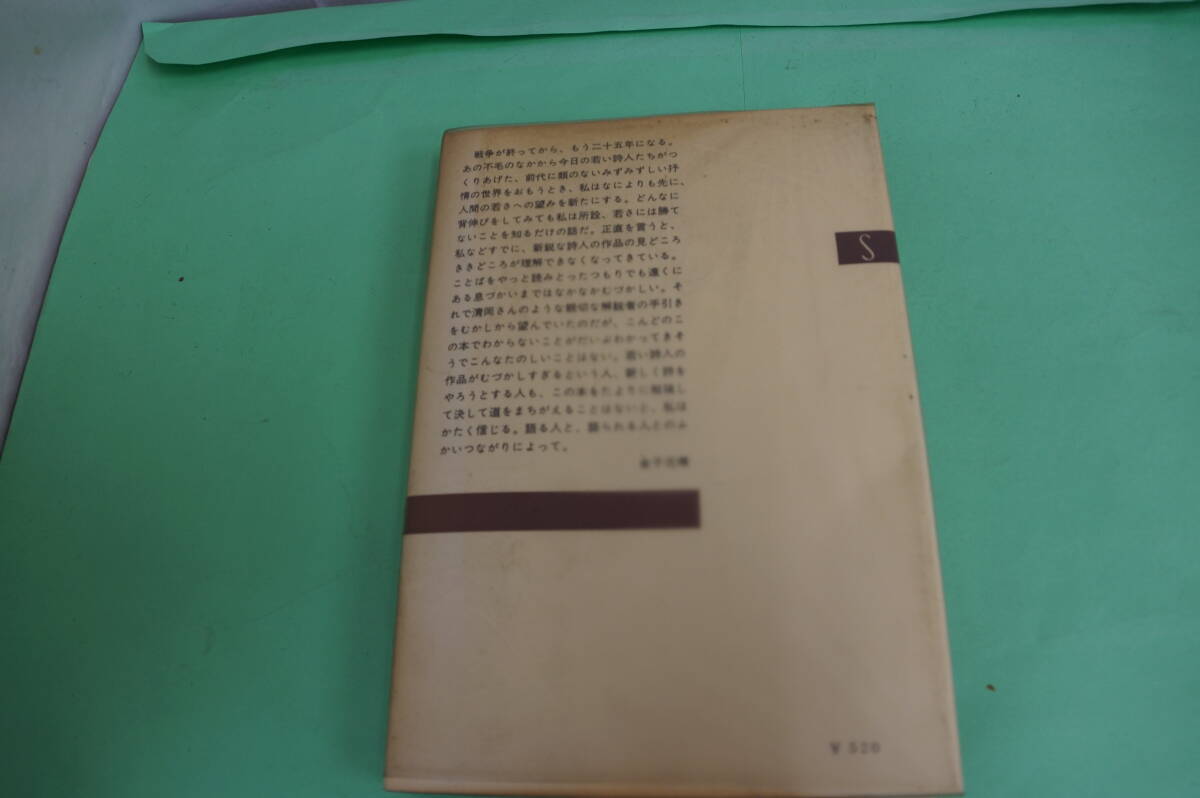 戦争が終ってから、もう二十五年になる。
あの不毛のなかから今日の若い詩人たちがつ
くりあげた、前代に類のないみずみずしい抒
情の世界をおもうとき、私はなによりも先に、
人間の若さへの望みを新たにする。どんなに
背伸びをしてみても私は所詮、若さには勝て
ないことを知るだけの話だ。正直を言うと、
私などすでに、新鋭な詩人の作品の見どころ
ききどころが理解できなくなってきている。
ことばをやっと読みとったつもりでも遠くに
ある息づかいまではなかなかむづかしい。そ
れで清岡さんのような親切な解説者の手引き
をむかしから望んでいたのだが、こんどのこ
の本でわからないことがだいぶわかってきそ
うでこんなたのしいことはない。若い詩人の
作品がむづかしすぎるという人、新しく詩を
やろうとする人も、この本をたよりに勉強し
て決して道をまちがえることはないと、私は
かたく信じる。語る人と、語られる人とのふ
かいつながりによって。
金子光晴
S
¥ 520